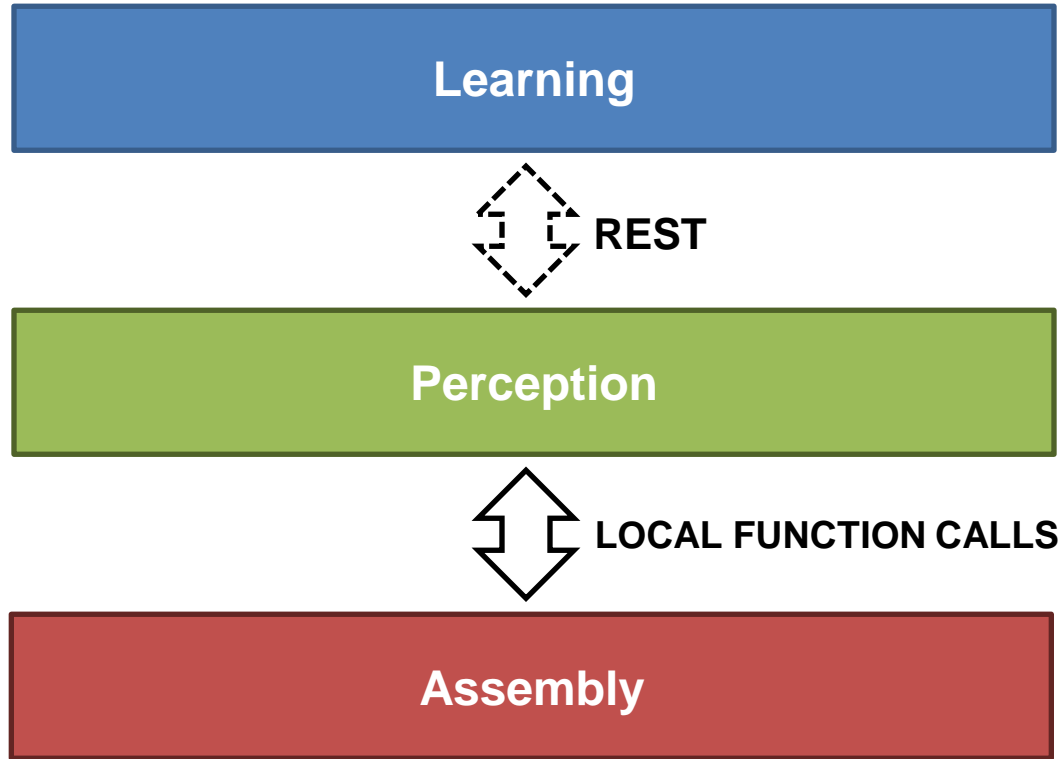 Learning
REST
Perception
LOCAL FUNCTION CALLS
Assembly